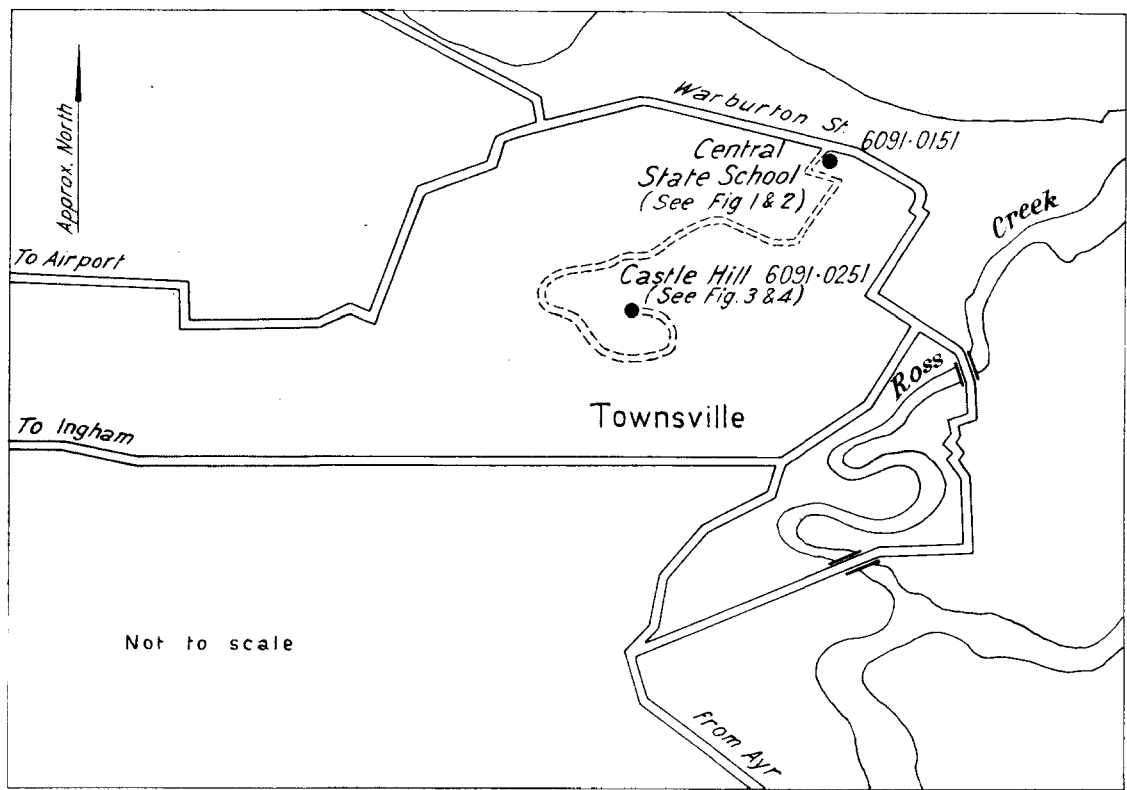 Approx. North
Warburton St.
6091·0151
Central
State School
(See Fig 1 & 2)
Creek
To Airport
Castle Hill 6091·0251
(See Fig. 3 & 4)
Ross
Townsville
To Ingham
Not to scale
From Ayr